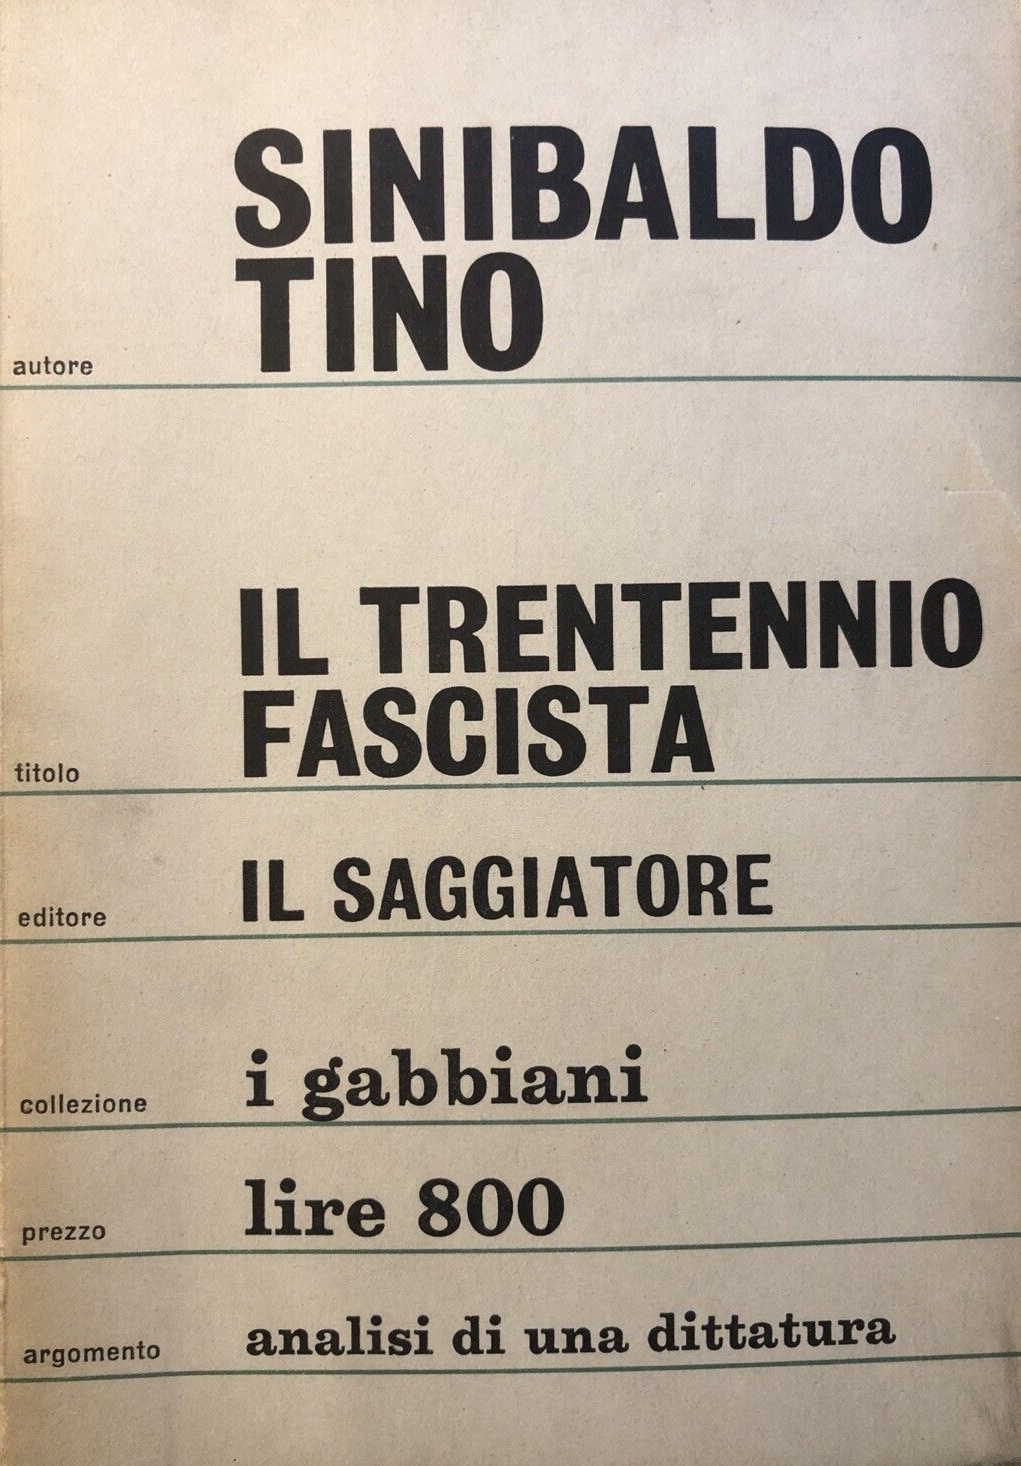 SINIBALDO
autore TINO
IL TRENTENNIO
titolo FASCISTA
editore IL SAGGIATORE
collezione i gabbiani
prezzo lire 800
argomento analisi di una dittatura